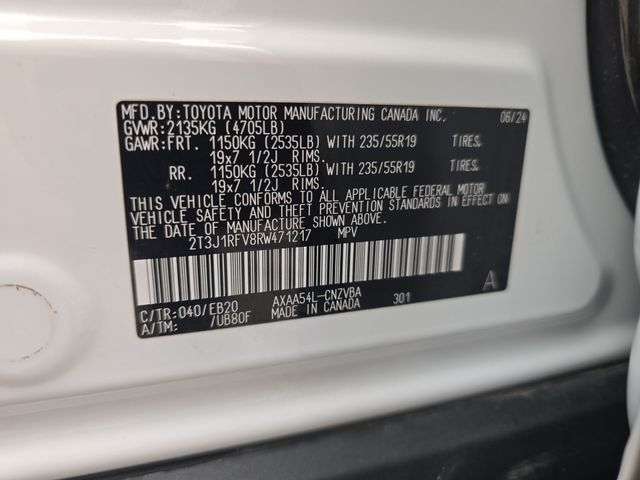 MFD.BY:TOYOTA MOTOR MANUFACTURING CANADA INC. 06/24
GVWR:2135KG (4705LB)
GAWR:FRT. 1150KG (2535LB) WITH 235/55R19 TIRES.
19x7 1/2J RIMS.
RR. 1150KG (2535LB) WITH 235/55R19 TIRES.
19x7 1/2J RIMS.
THIS VEHICLE CONFORMS TO ALL APPLICABLE FEDERAL MOTOR
VEHICLE SAFETY AND THEFT PREVENTION STANDARDS IN EFFECT ON
THE DATE OF MANUFACTURE SHOWN ABOVE.
2T3J1RFV8RW471217 MPV
C/TR:040/EB20 AXAA54L-CNZVBA 301 A
A/TM: /UB80F MADE IN CANADA